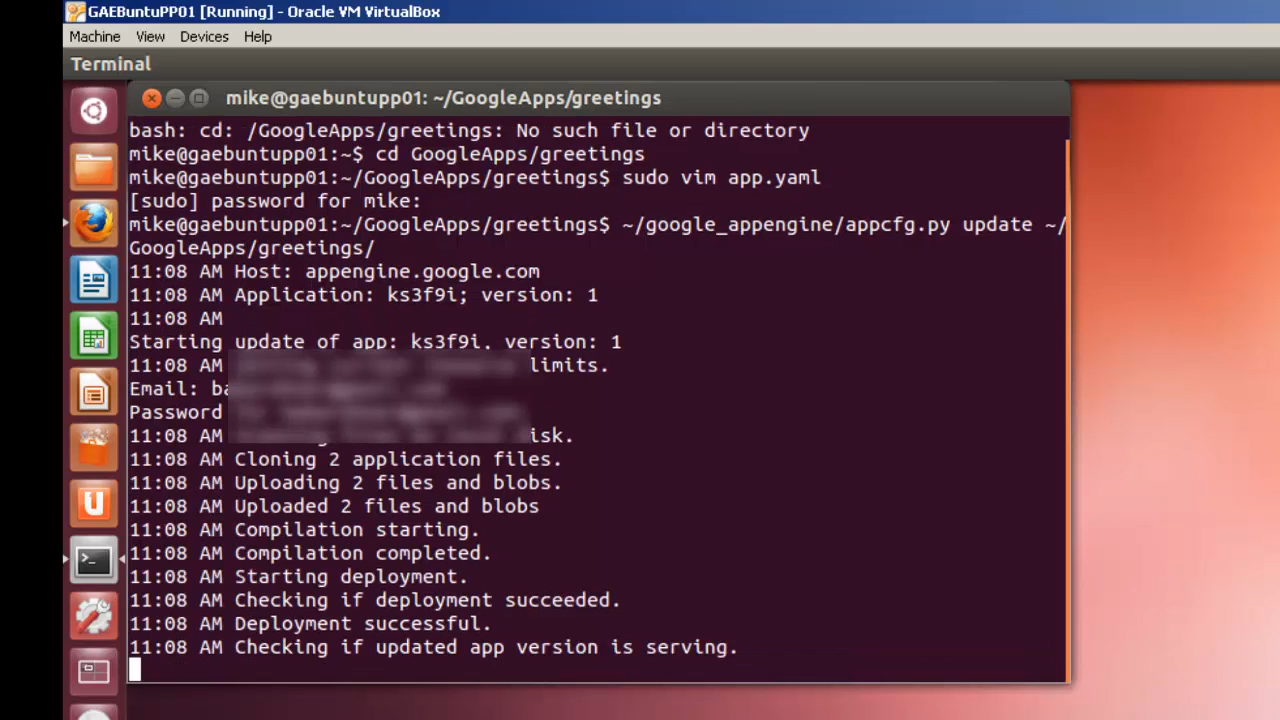 GAEBuntuPP01 [Running] - Oracle VM VirtualBox
Machine View Devices Help
Terminal
mike@gaebuntupp01: ~/GoogleApps/greetings
bash: cd: /GoogleApps/greetings: No such file or directory
mike@gaebuntupp01:~$ cd GoogleApps/greetings
mike@gaebuntupp01:~/GoogleApps/greetings$ sudo vim app.yaml
[sudo] password for mike:
mike@gaebuntupp01:~/GoogleApps/greetings$ ~/google_appengine/appcfg.py update ~/
GoogleApps/greetings/
11:08 AM Host: appengine.google.com
11:08 AM Application: ks3f9i; version: 1
11:08 AM
Starting update of app: ks3f9i, version: 1
11:08 AM limits.
Email: ba
Password
11:08 AM isk.
11:08 AM Cloning 2 application files.
11:08 AM Uploading 2 files and blobs.
11:08 AM Uploaded 2 files and blobs
11:08 AM Compilation starting.
11:08 AM Compilation completed.
11:08 AM Starting deployment.
11:08 AM Checking if deployment succeeded.
11:08 AM Deployment successful.
11:08 AM Checking if updated app version is serving.